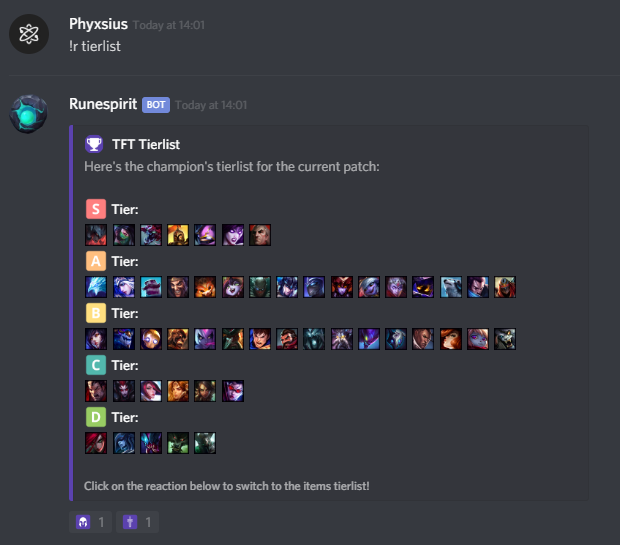 Phyxsius Today at 14:01
!r tierlist
Runespirit BOT Today at 14:01
TFT Tierlist
Here's the champion's tierlist for the current patch:
S Tier:
A Tier:
B Tier:
C Tier:
D Tier:
Click on the reaction below to switch to the items tierlist!
1 1